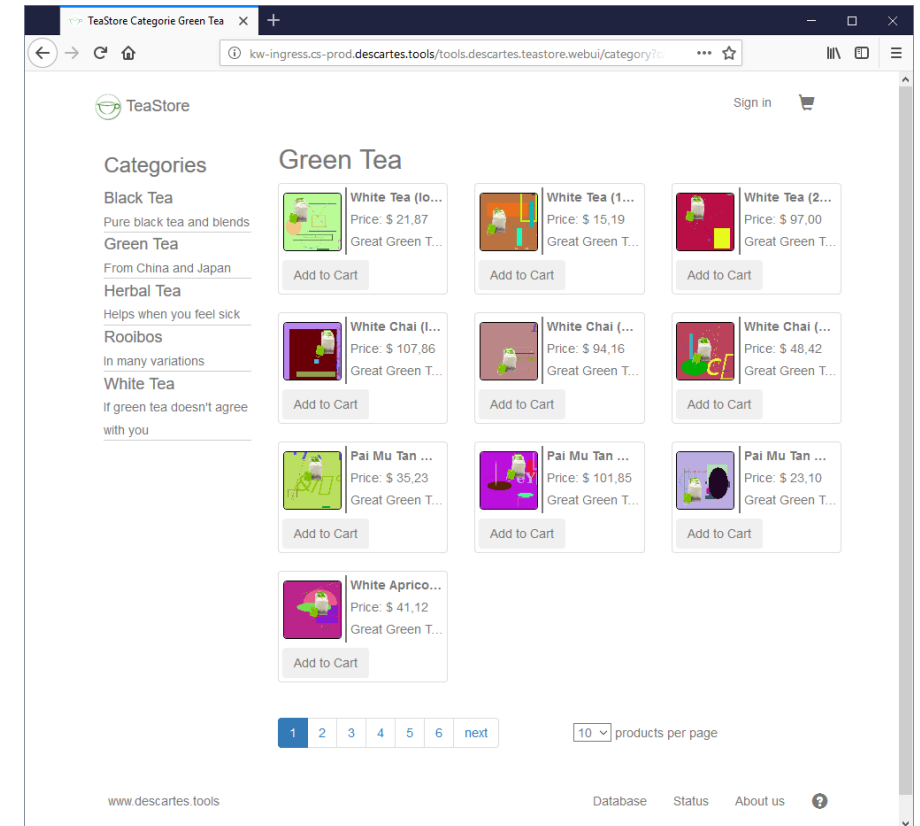 TeaStore Categorie Green Tea
kw-ingress.cs-prod.descartes.tools/tools.descartes.teastore.webui/category?c
TeaStore
Sign in
Categories
Black Tea
Pure black tea and blends
Green Tea
From China and Japan
Herbal Tea
Helps when you feel sick
Rooibos
In many variations
White Tea
If green tea doesn't agree
with you
Green Tea
White Tea (lo...
Price: $ 21,87
Great Green T...
Add to Cart
White Tea (1...
Price: $ 15,19
Great Green T...
Add to Cart
White Tea (2...
Price: $ 97,00
Great Green T...
Add to Cart
White Chai (l...
Price: $ 107,86
Great Green T...
Add to Cart
White Chai (...
Price: $ 94,16
Great Green T...
Add to Cart
White Chai (...
Price: $ 48,42
Great Green T...
Add to Cart
Pai Mu Tan ...
Price: $ 35,23
Great Green T...
Add to Cart
Pai Mu Tan ...
Price: $ 101,85
Great Green T...
Add to Cart
Pai Mu Tan ...
Price: $ 23,10
Great Green T...
Add to Cart
White Aprico...
Price: $ 41,12
Great Green T...
Add to Cart
1 2 3 4 5 6 next
10 products per page
www.descartes.tools
Database Status About us ?